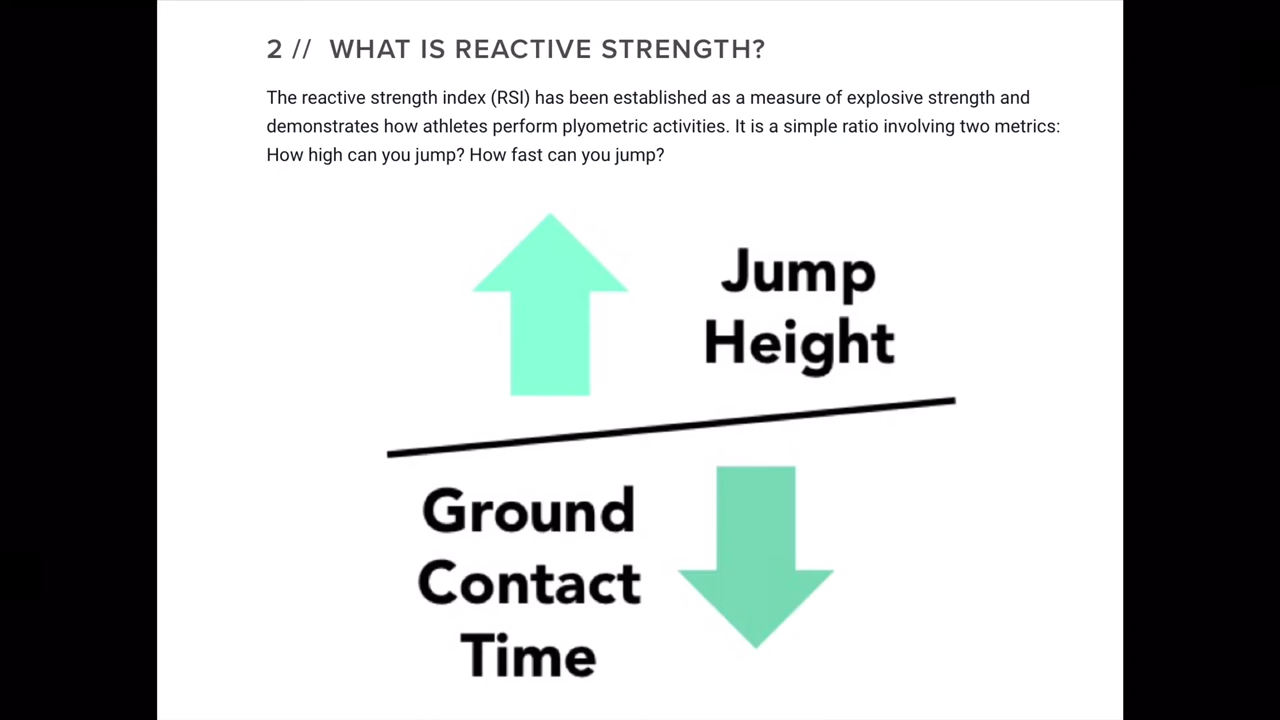 2 // WHAT IS REACTIVE STRENGTH?
The reactive strength index (RSI) has been established as a measure of explosive strength and
demonstrates how athletes perform plyometric activities. It is a simple ratio involving two metrics:
How high can you jump? How fast can you jump?
Jump
Height
Ground
Contact
Time